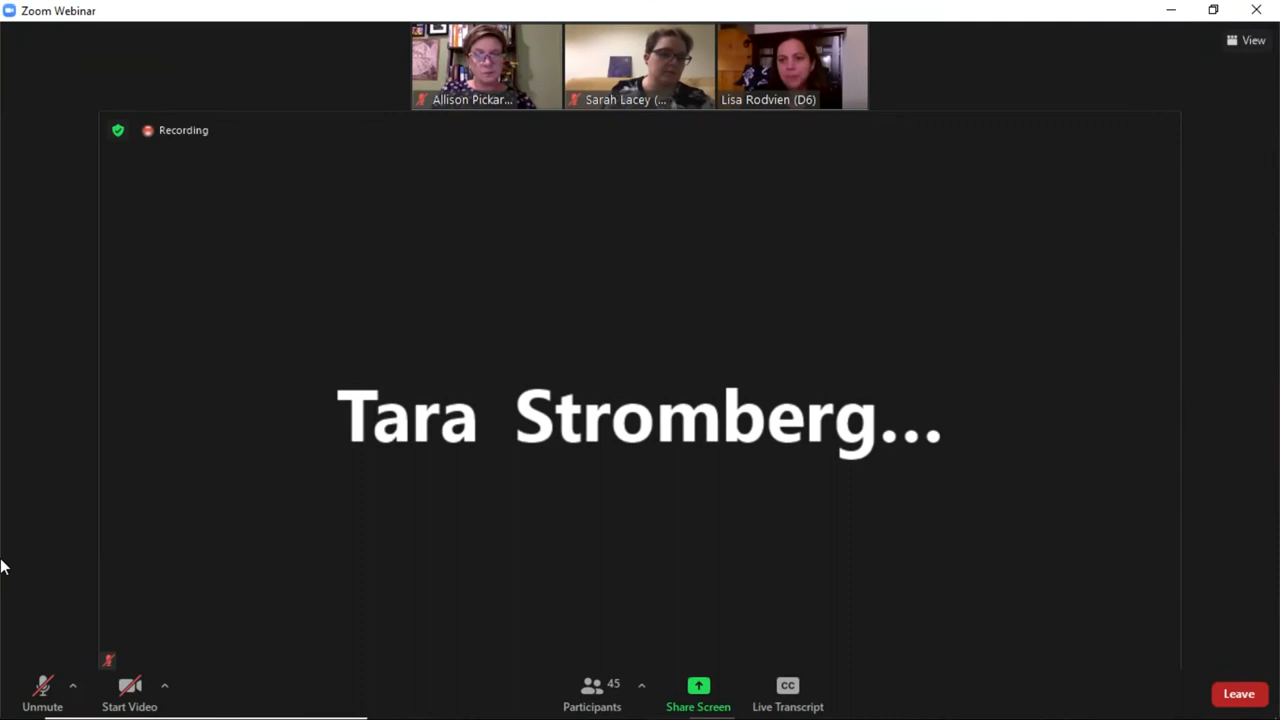 Zoom Webinar
View
Allison Pickar...
Sarah Lacey (...
Lisa Rodvien (D6)
Recording
Tara Stromberg...
Unmute
Start Video
45
Participants
Share Screen
CC
Live Transcript
Leave